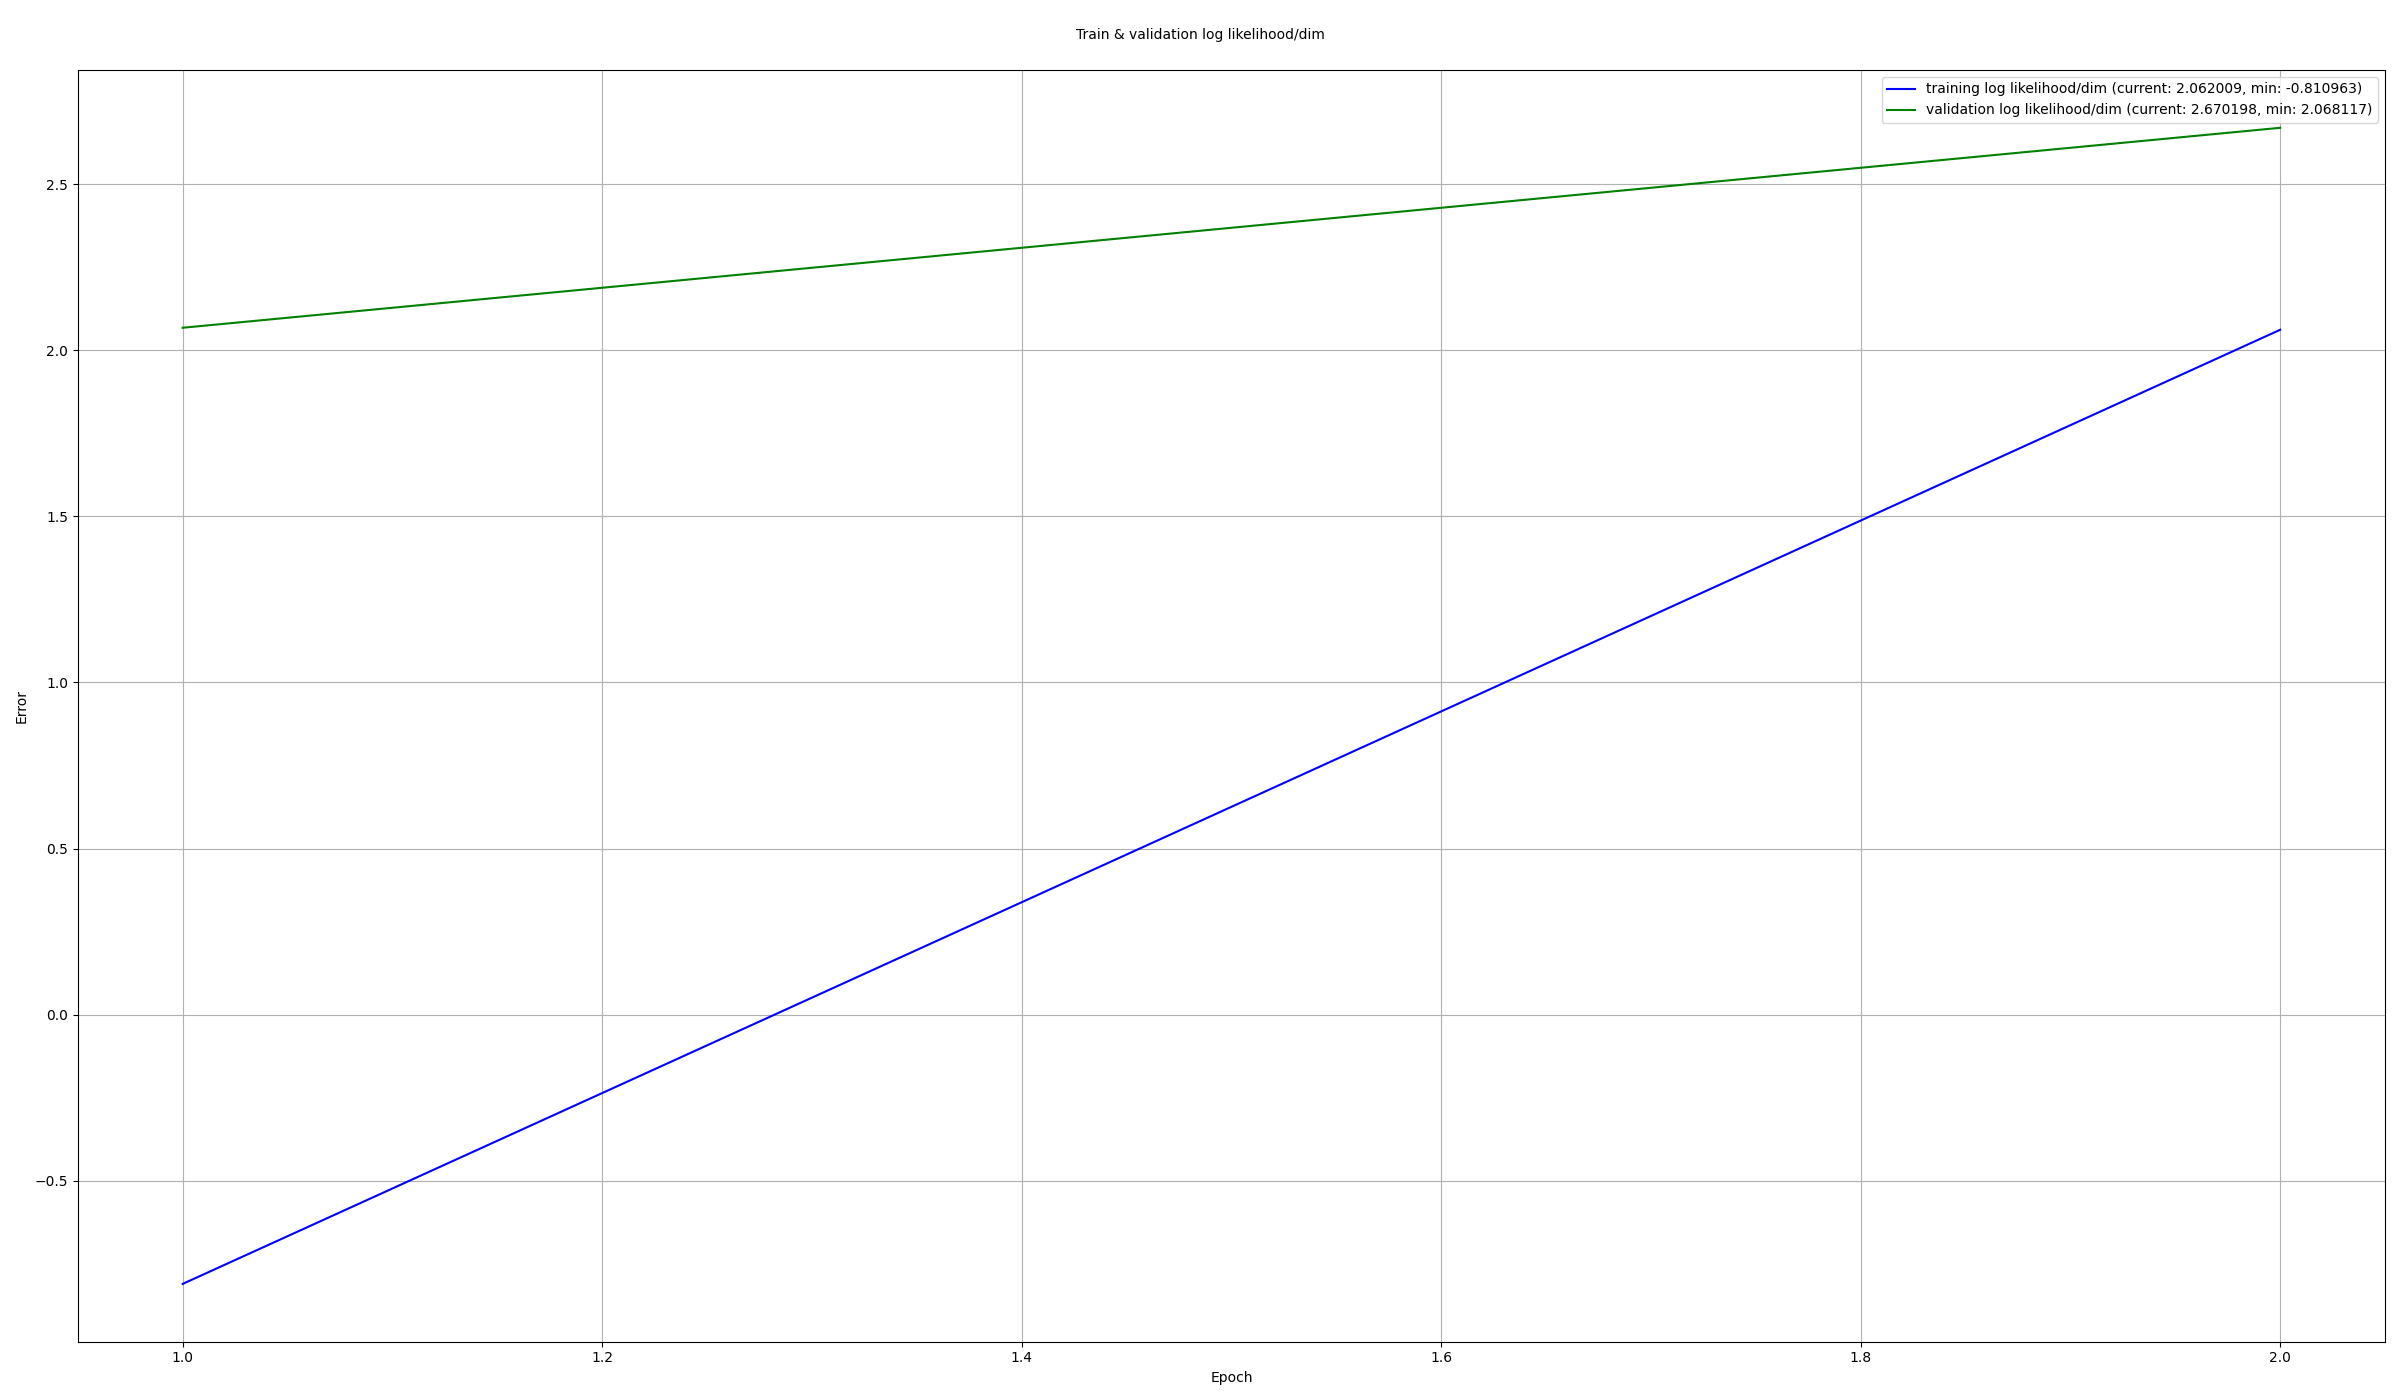 Train & validation log likelihood/dim
training log likelihood/dim (current: 2.062009, min: -0.810963)
validation log likelihood/dim (current: 2.670198, min: 2.068117)
2.5
2.0
1.5
1.0
0.5
0.0
−0.5
Error
1.0 1.2 1.4 1.6 1.8 2.0
Epoch